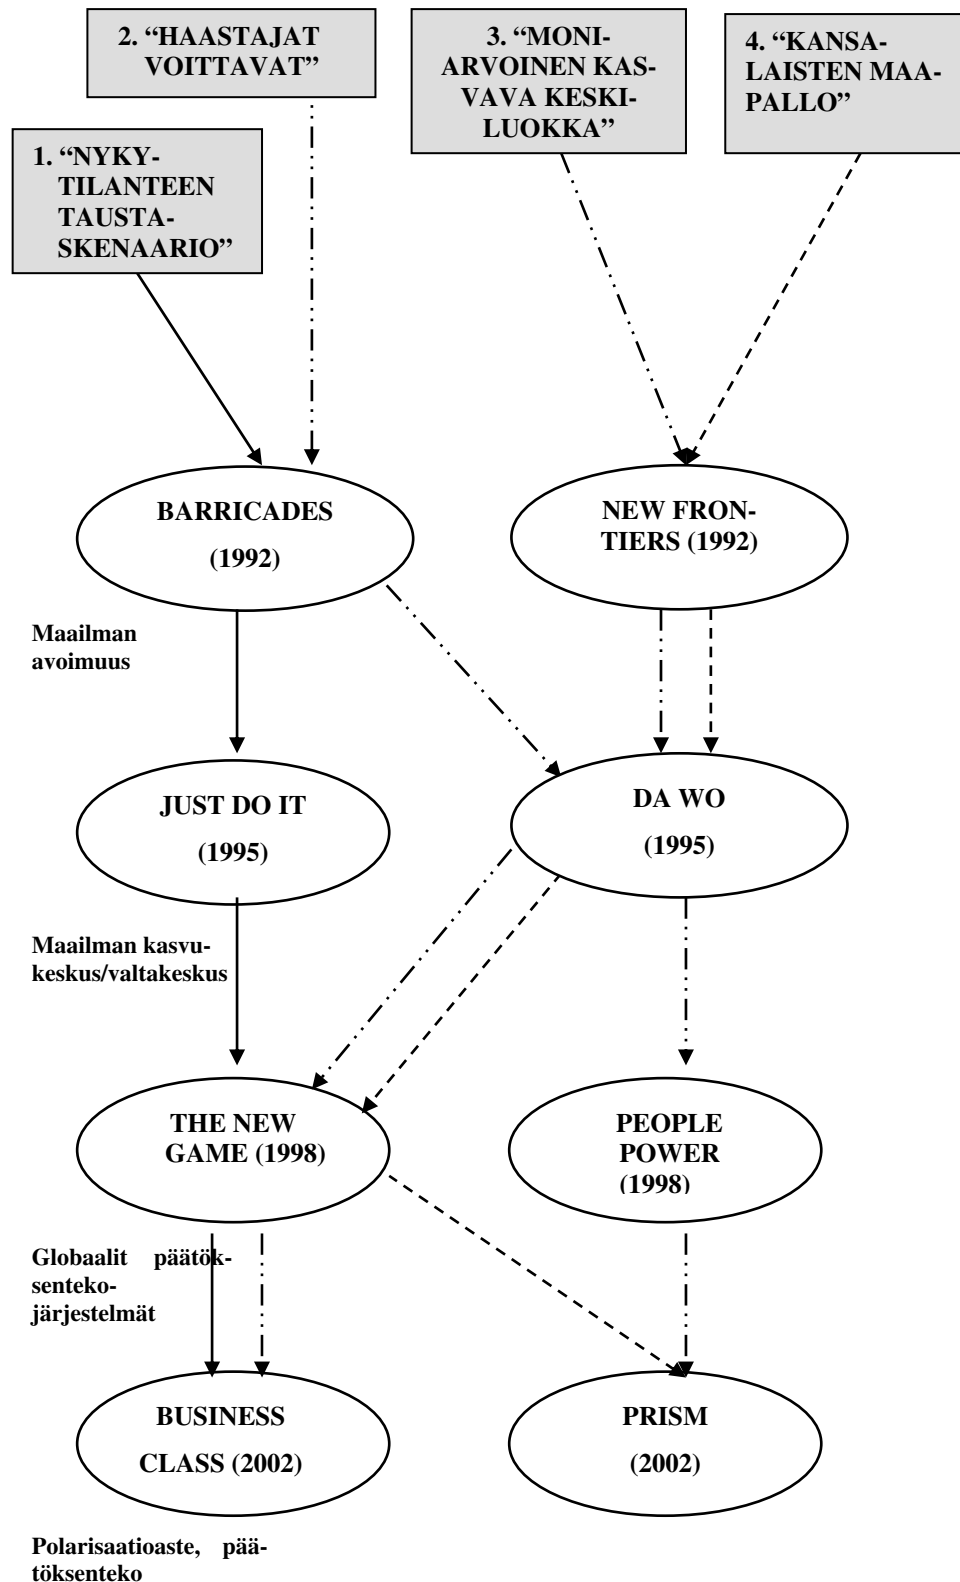 2. “HAASTAJAT
VOITTAVAT”
3. “MONI-
ARVOINEN KAS-
VAVA KESKI-
LUOKKA”
4. “KANSA-
LAISTEN MAA-
PALLO”
1. “NYKY-
TILANTEEN
TAUSTA-
SKENAARIO”
BARRICADES
(1992)
NEW FRON-
TIERS (1992)
Maailman
avoimuus
JUST DO IT
(1995)
DA WO
(1995)
Maailman kasvu-
keskus/valtakeskus
THE NEW
GAME (1998)
PEOPLE
POWER
(1998)
Globaalit päätök-
senteko-
järjestelmät
BUSINESS
CLASS (2002)
PRISM
(2002)
Polarisaatioaste, pää-
töksenteko